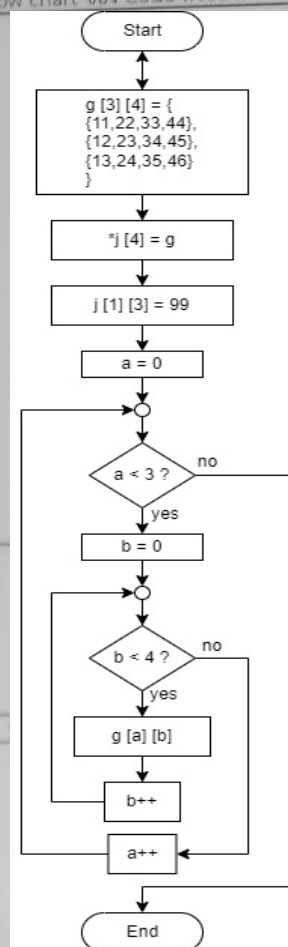 Start
g [3] [4] = {
{11,22,33,44},
{12,23,34,45},
{13,24,35,46}
}
*j [4] = g
j [1] [3] = 99
a = 0
a < 3 ?
no
yes
b = 0
b < 4 ?
no
yes
g [a] [b]
b++
a++
End